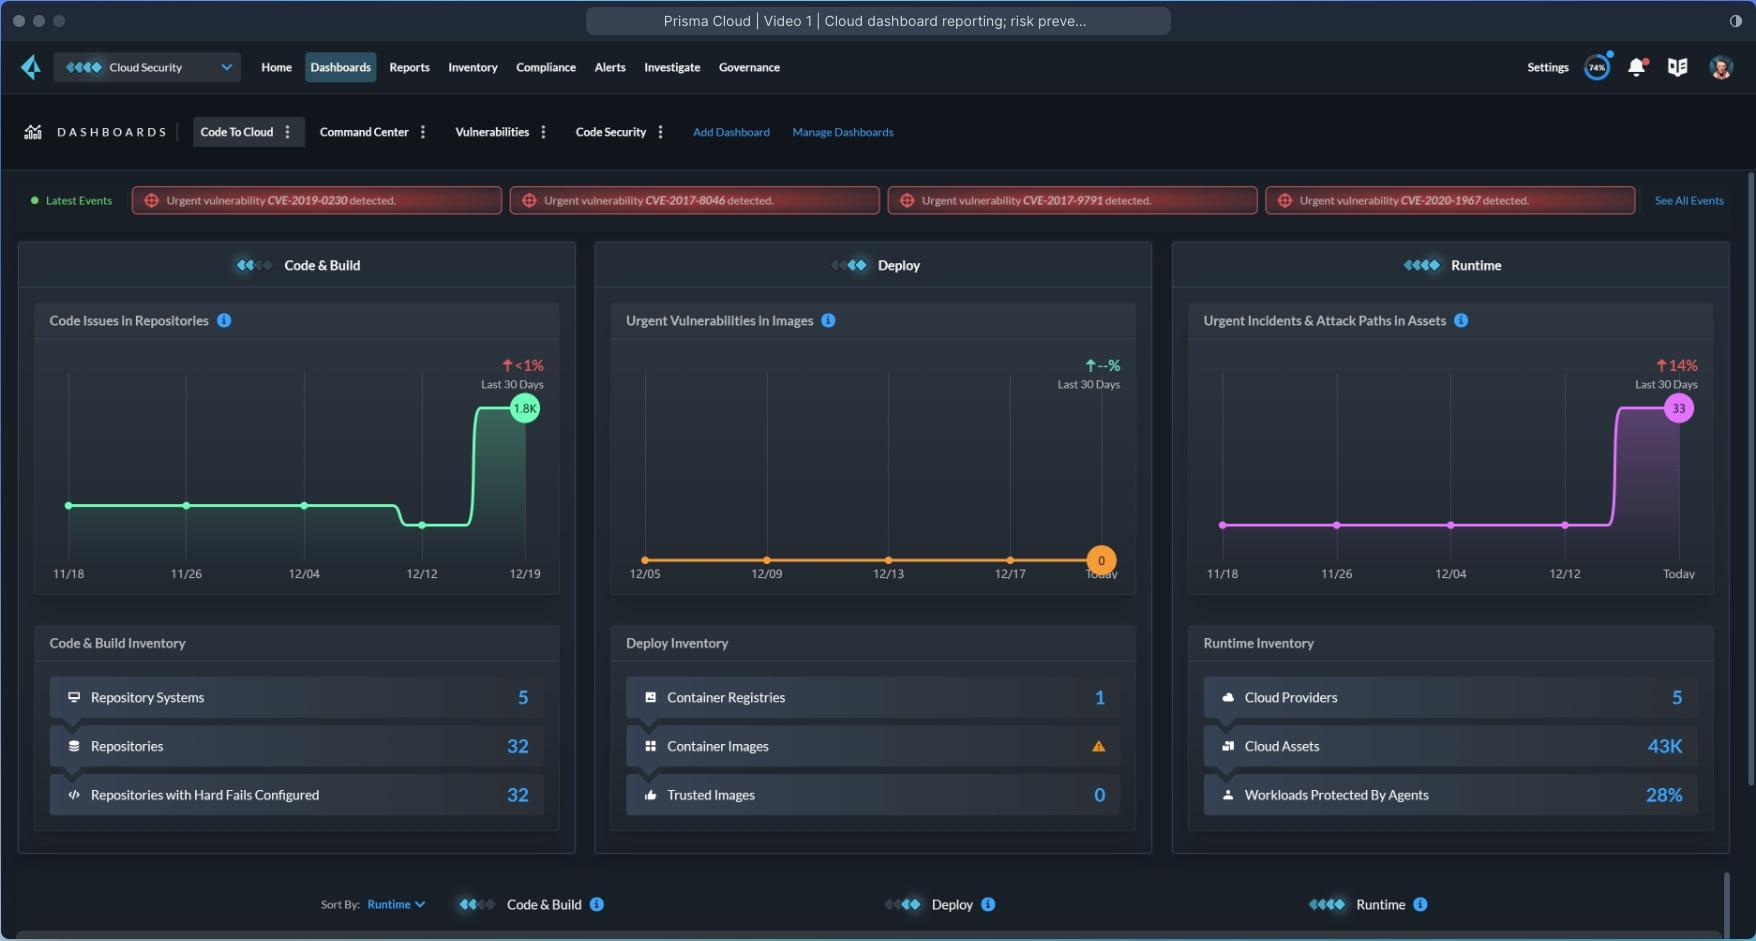 Prisma Cloud | Video 1 | Cloud dashboard reporting; risk preve...
Cloud Security Home Dashboards Reports Inventory Compliance Alerts Investigate Governance Settings 74%
DASHBOARDS Code To Cloud Command Center Vulnerabilities Code Security Add Dashboard Manage Dashboards
Latest Events Urgent vulnerability CVE-2019-0230 detected. Urgent vulnerability CVE-2017-8046 detected. Urgent vulnerability CVE-2017-9791 detected. Urgent vulnerability CVE-2020-1967 detected. See All Events
Code & Build
Code Issues in Repositories
<1%
Last 30 Days
1.8K
11/18 11/26 12/04 12/12 12/19
Code & Build Inventory
Repository Systems 5
Repositories 32
Repositories with Hard Fails Configured 32
Deploy
Urgent Vulnerabilities in Images
--%
Last 30 Days
0
12/05 12/09 12/13 12/17 Today
Deploy Inventory
Container Registries 1
Container Images
Trusted Images 0
Runtime
Urgent Incidents & Attack Paths in Assets
14%
Last 30 Days
33
11/18 11/26 12/04 12/12 Today
Runtime Inventory
Cloud Providers 5
Cloud Assets 43K
Workloads Protected By Agents 28%
Sort By: Runtime Code & Build Deploy Runtime